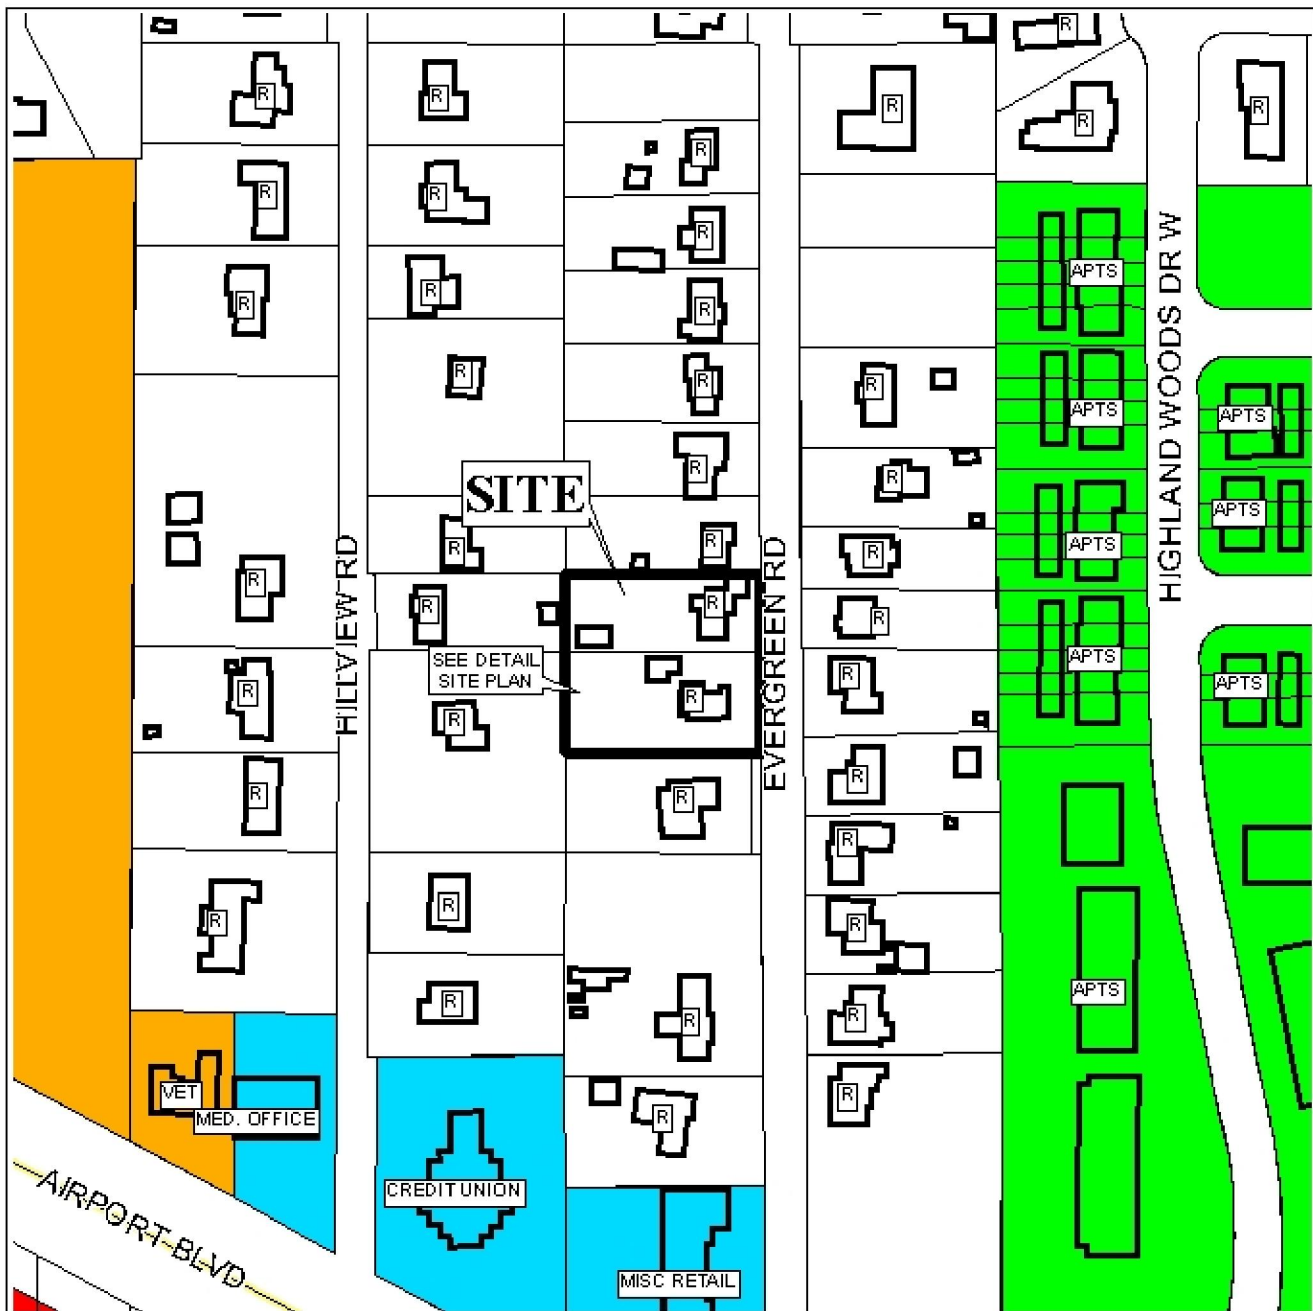 R
R
R
R
R
R
R
R
R
R
R
R
APTS
R
R
R
HIGHLAND WOODS DR W
R
R
R
R
APTS
APTS
R
R
SITE
APTS
R
R
R
APTS
R
HILLVIEW RD
EVERGREEN RD
R
R
R
R
SEE DETAIL
SITE PLAN
APTS
R
R
R
R
APTS
R
R
R
R
R
R
R
R
APTS
R
R
R
VET
MED. OFFICE
R
R
CREDIT UNION
AIRPORT BLVD
MISC RETAIL